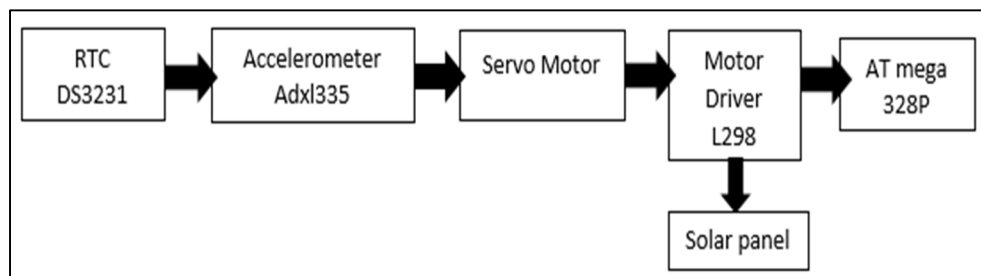 RTC
DS3231
Accelerometer
Adxl335
Servo Motor
Motor
Driver
L298
AT mega
328P
Solar panel